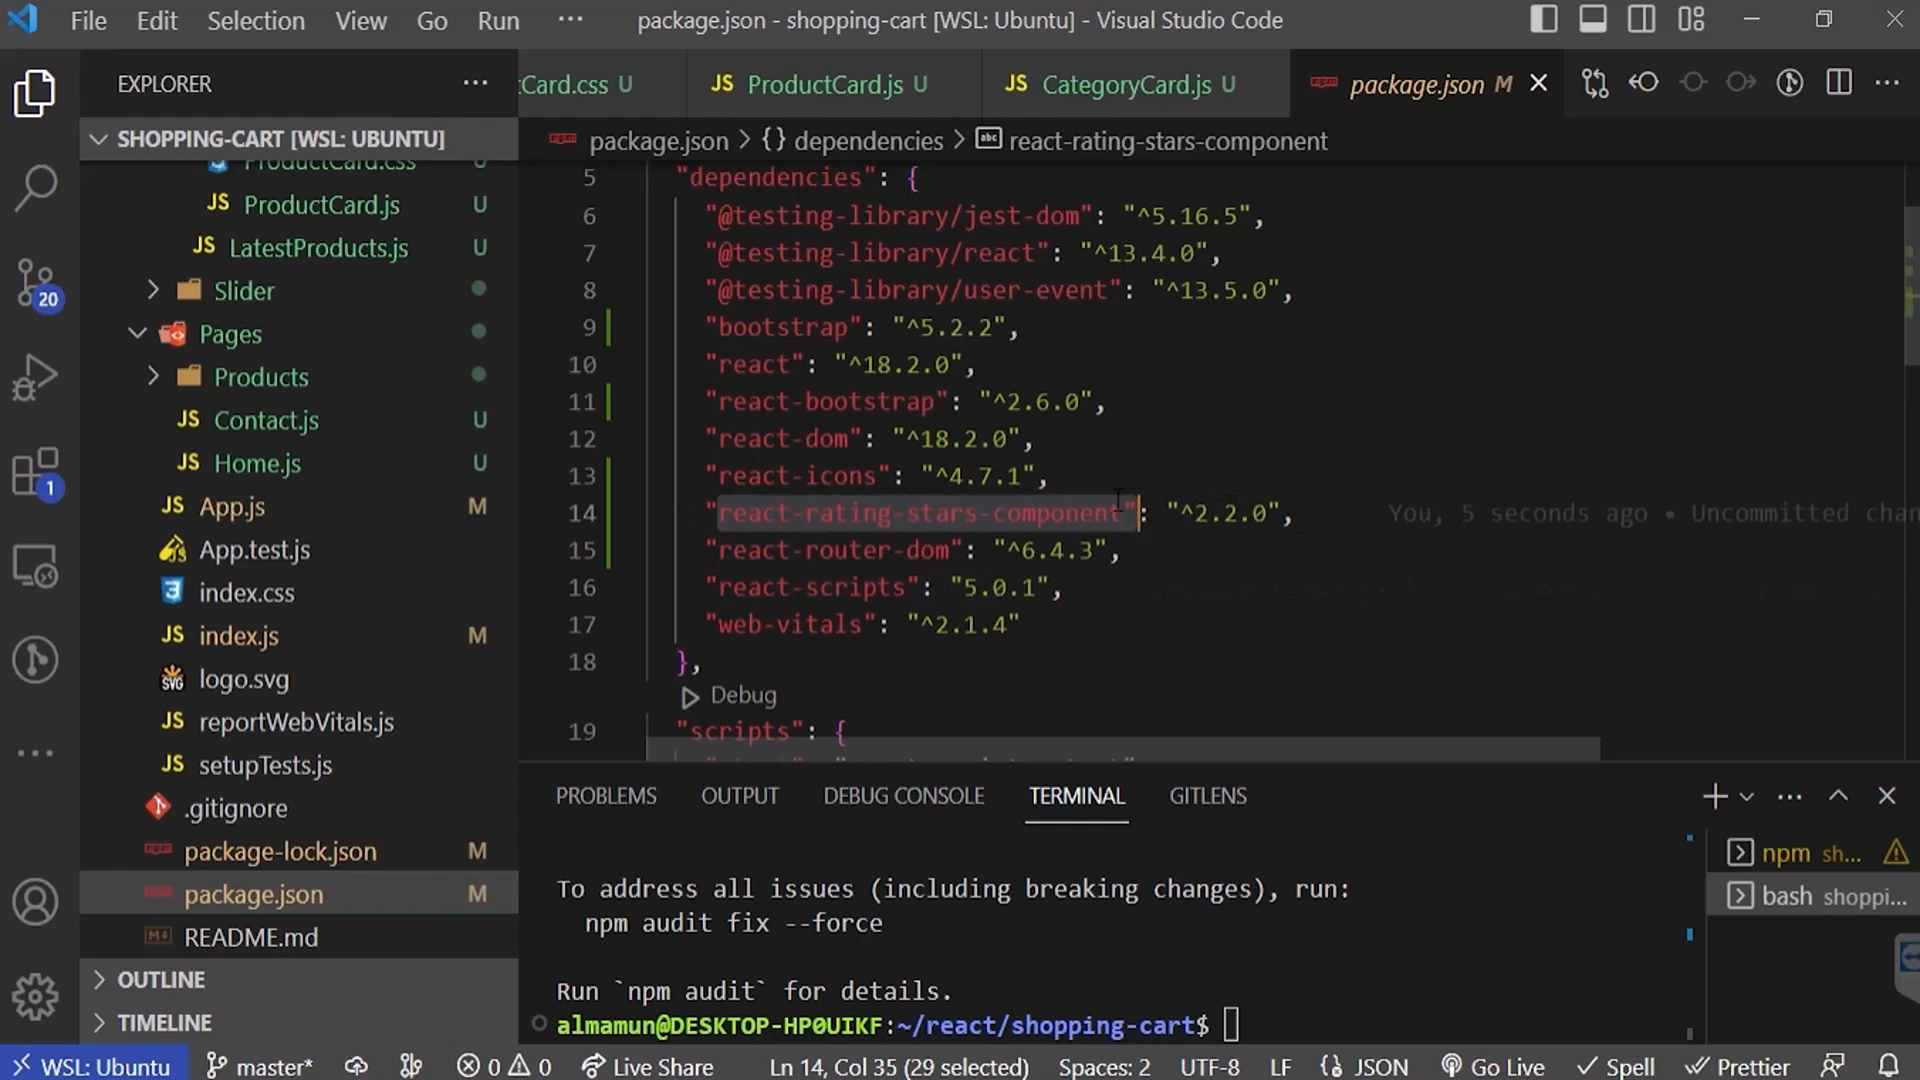 File Edit Selection View Go Run ··· package.json - shopping-cart [WSL: Ubuntu] - Visual Studio Code
EXPLORER ···
tCard.css U JS ProductCard.js U JS CategoryCard.js U package.json M
SHOPPING-CART [WSL: UBUNTU]
package.json > {} dependencies > abc react-rating-stars-component
ProductCard.css U
JS ProductCard.js U
JS LatestProducts.js U
Slider
Pages
Products
JS Contact.js U
JS Home.js U
JS App.js M
App.test.js
index.css
JS index.js M
logo.svg
JS reportWebVitals.js
JS setupTests.js
.gitignore
package-lock.json M
package.json M
README.md
OUTLINE
TIMELINE
20
1
5 "dependencies": {
6 "@testing-library/jest-dom": "^5.16.5",
7 "@testing-library/react": "^13.4.0",
8 "@testing-library/user-event": "^13.5.0",
9 "bootstrap": "^5.2.2",
10 "react": "^18.2.0",
11 "react-bootstrap": "^2.6.0",
12 "react-dom": "^18.2.0",
13 "react-icons": "^4.7.1",
14 "react-rating-stars-component": "^2.2.0", You, 5 seconds ago • Uncommitted chan
15 "react-router-dom": "^6.4.3",
16 "react-scripts": "5.0.1",
17 "web-vitals": "^2.1.4"
18 },
Debug
19 "scripts": {
PROBLEMS OUTPUT DEBUG CONSOLE TERMINAL GITLENS
To address all issues (including breaking changes), run:
npm audit fix --force
Run `npm audit` for details.
almamun@DESKTOP-HP0UIKF:~/react/shopping-cart$
npm sh...
bash shoppi...
WSL: Ubuntu master* 0 0 Live Share Ln 14, Col 35 (29 selected) Spaces: 2 UTF-8 LF {} JSON Go Live Spell Prettier